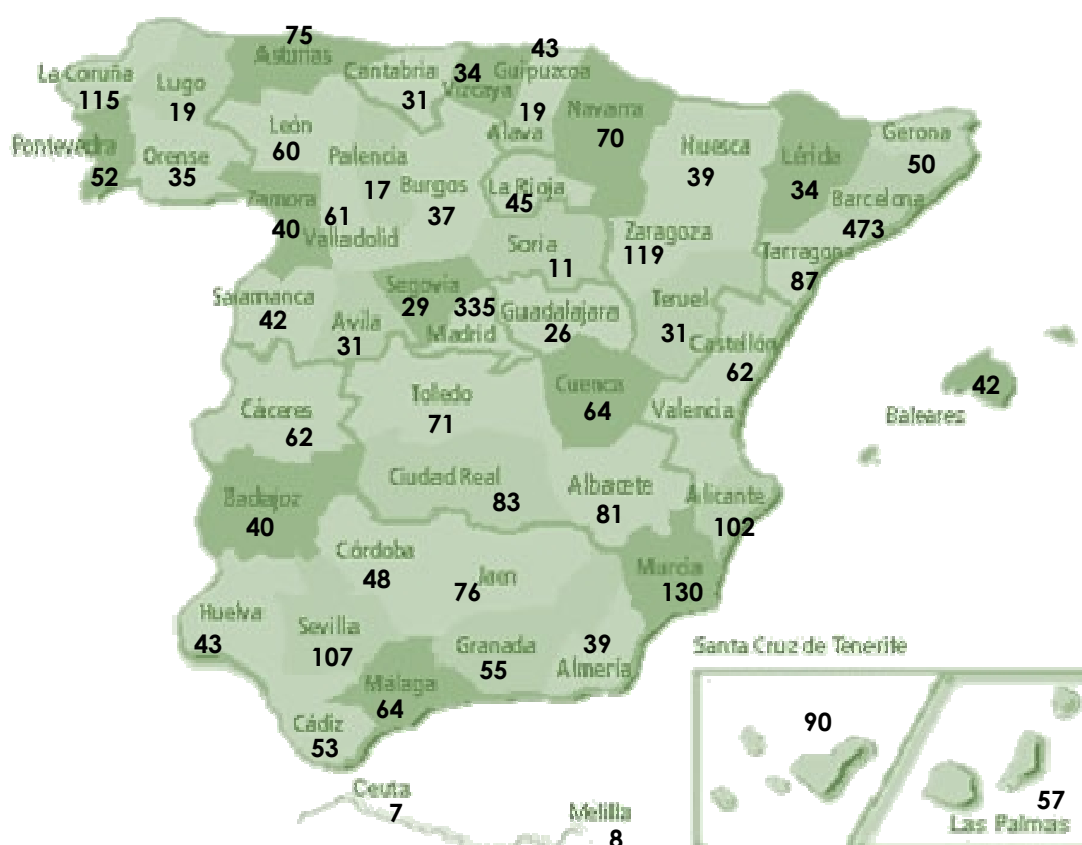 75
Asturias
43
La Coruña
115
Lugo
19
Cantabria
31
34
Vizcaya
Guipuzcoa
19
Alava
Navarra
70
Pontevedra
52
Orense
35
León
60
Palencia
17
Burgos
37
La Rioja
45
Huesca
39
Lérida
34
Gerona
50
Barcelona
473
Zamora
40
61
Valladolid
Soria
11
Zaragoza
119
Tarragona
87
Salamanca
42
Avila
31
Segovia
29
335
Madrid
Guadalajara
26
Teruel
31
Castellón
62
Cáceres
62
Toledo
71
Cuenca
64
Valencia
42
Baleares
Badajoz
40
Ciudad Real
83
Albacete
81
Alicante
102
Córdoba
48
Jaen
76
Murcia
130
Huelva
43
Sevilla
107
Granada
55
39
Almería
Málaga
64
Cádiz
53
Santa Cruz de Tenerife
90
57
Las Palmas
Ceuta
7
Melilla
8